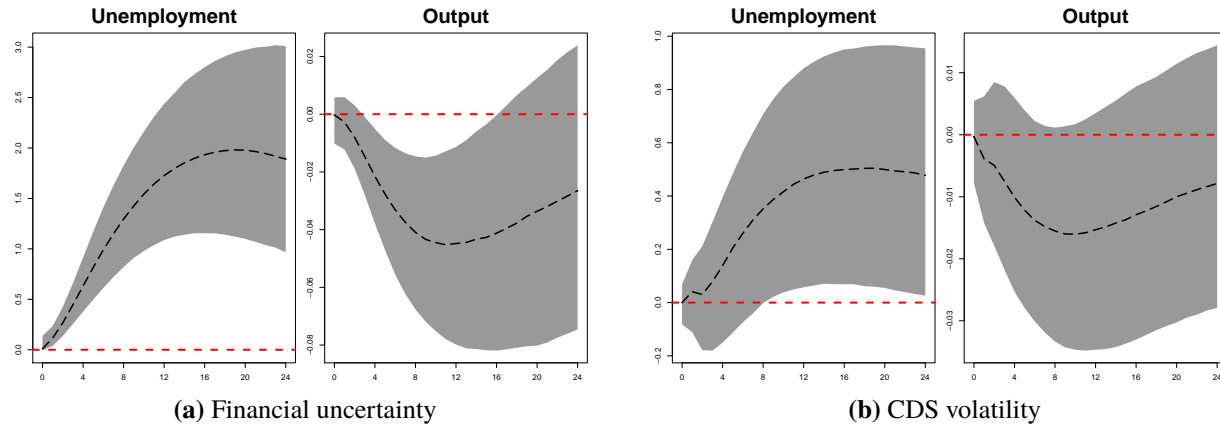 Unemployment
Output
Unemployment
Output
3.0
2.5
2.0
1.5
1.0
0.5
0.0
0 4 8 12 16 20 24
0.02
0.00
−0.02
−0.04
−0.06
−0.08
0 4 8 12 16 20 24
1.0
0.8
0.6
0.4
0.2
0.0
−0.2
0 4 8 12 16 20 24
0.01
0.00
−0.01
−0.02
−0.03
0 4 8 12 16 20 24
(a) Financial uncertainty
(b) CDS volatility